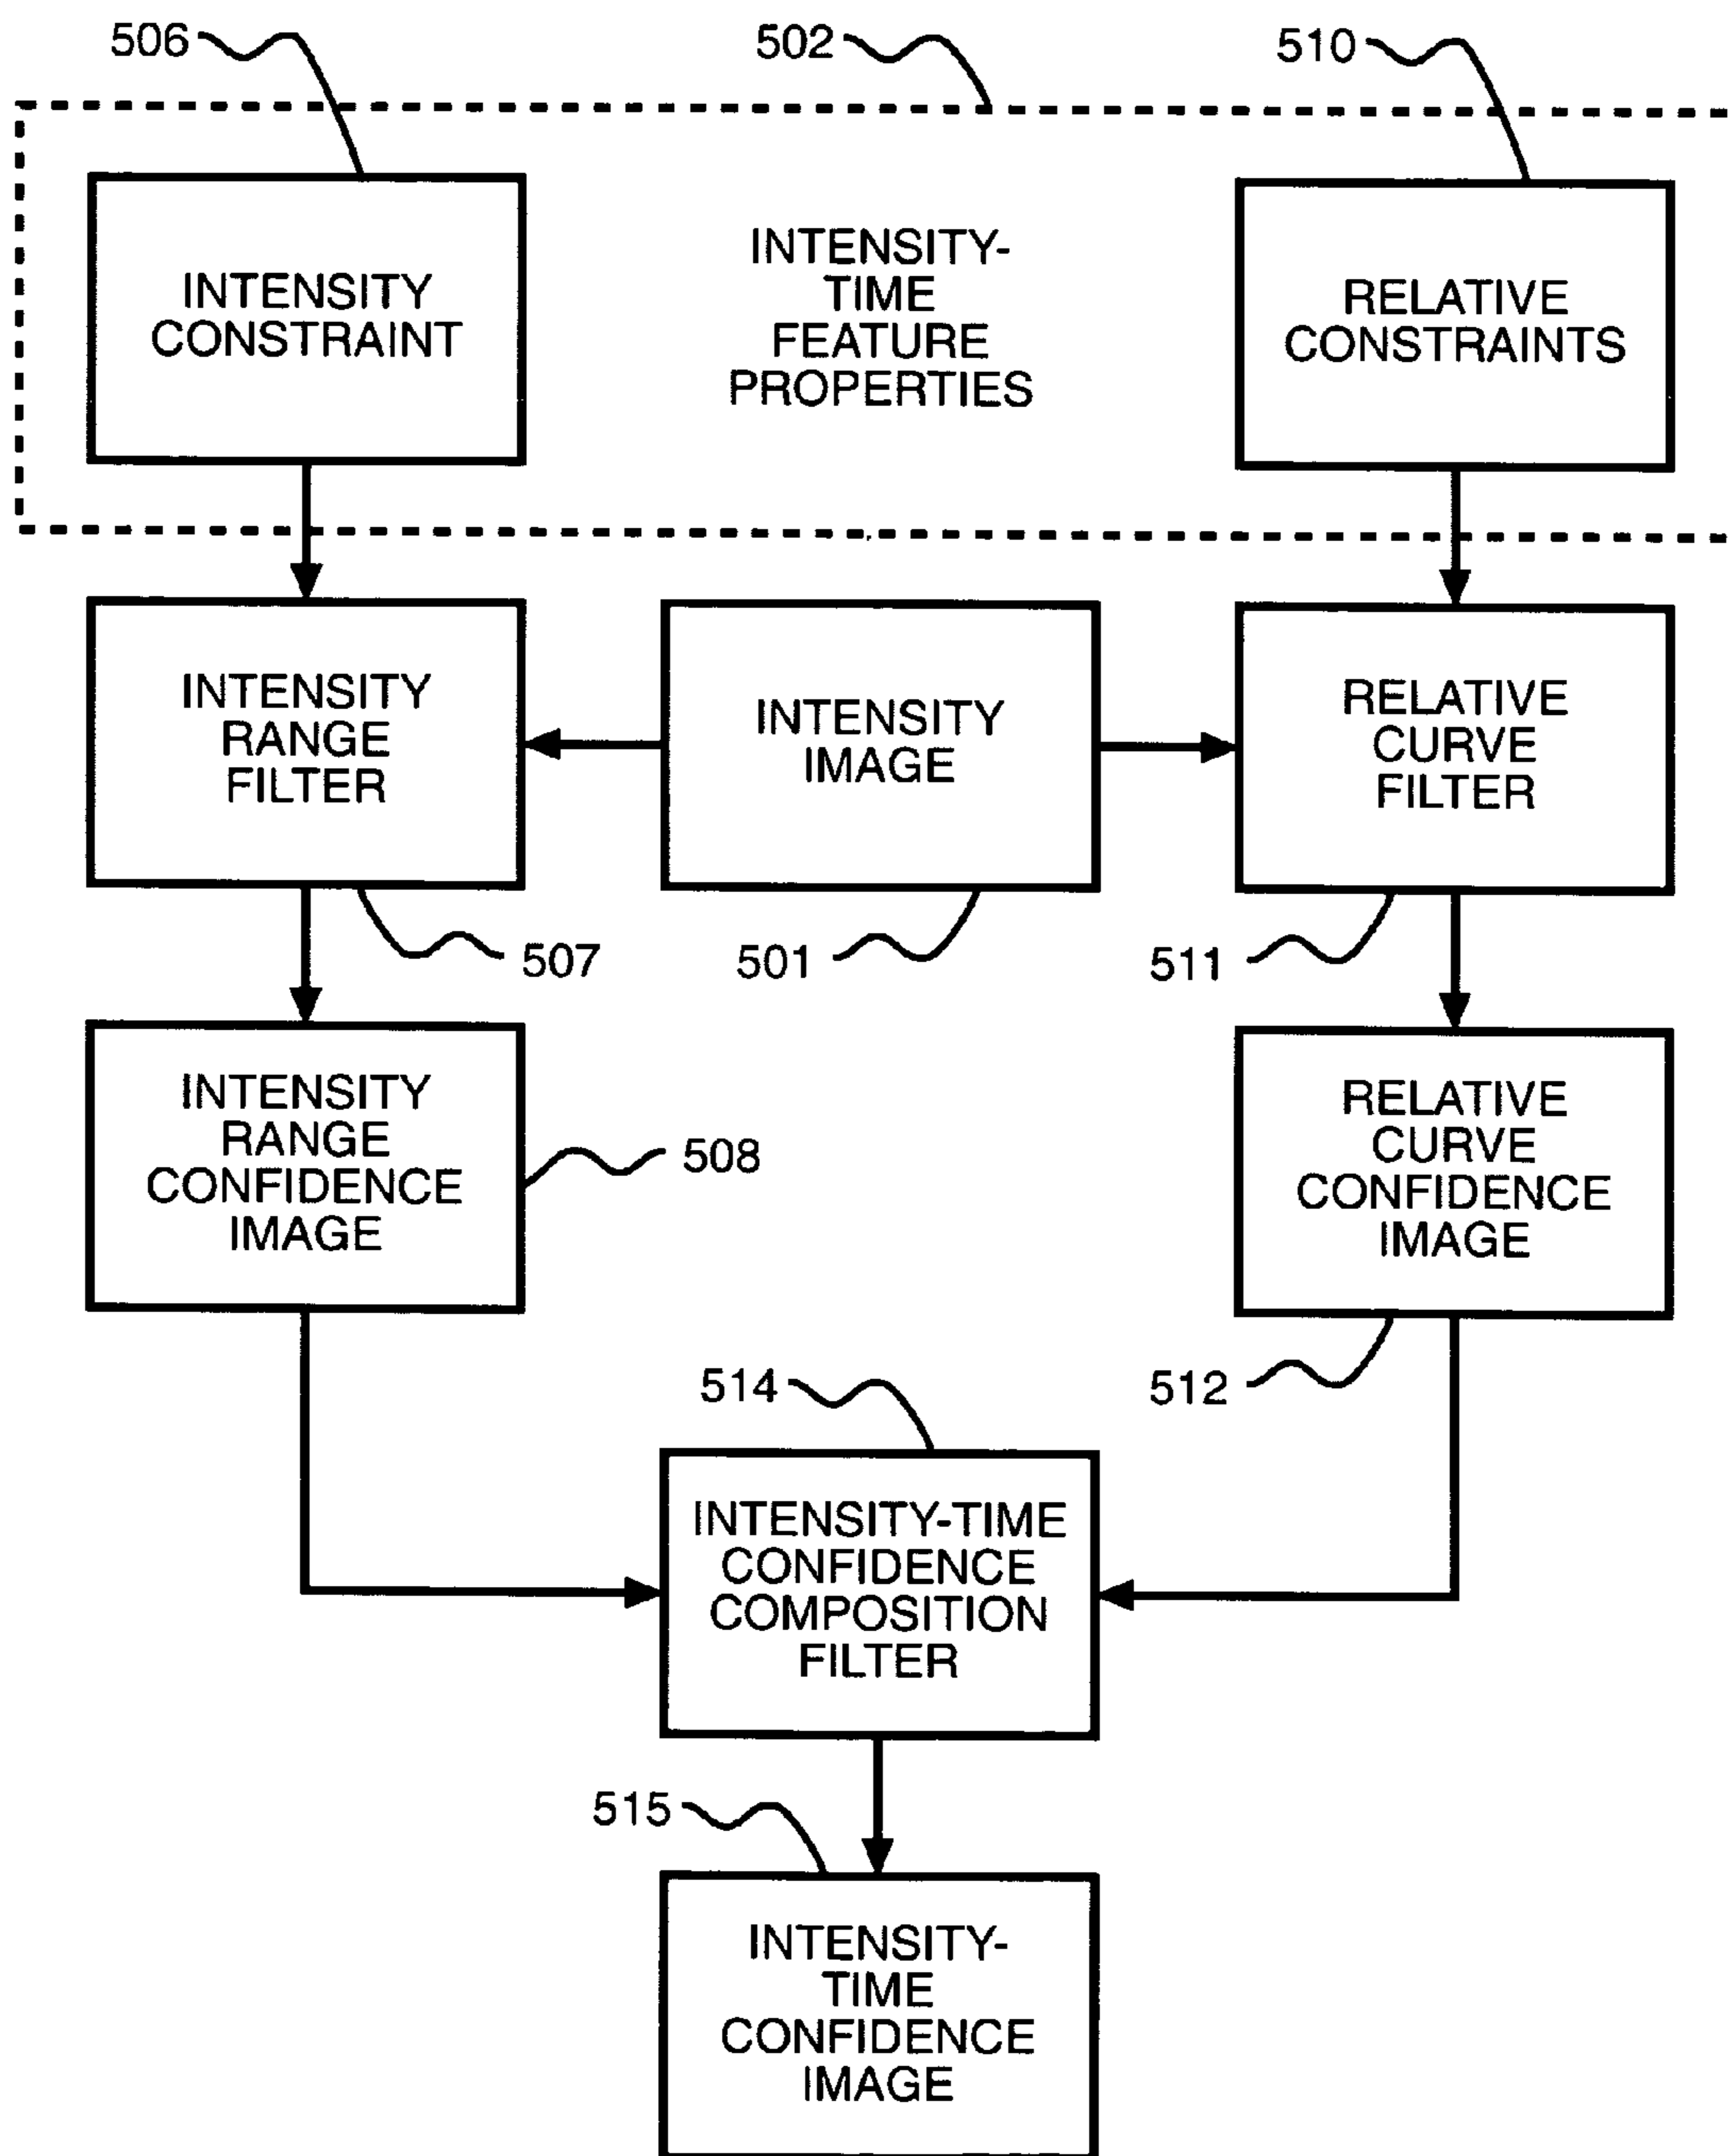 506
502
510
INTENSITY
CONSTRAINT
INTENSITY-
TIME
FEATURE
PROPERTIES
RELATIVE
CONSTRAINTS
INTENSITY
RANGE
FILTER
INTENSITY
IMAGE
RELATIVE
CURVE
FILTER
507
501
511
INTENSITY
RANGE
CONFIDENCE
IMAGE
508
RELATIVE
CURVE
CONFIDENCE
IMAGE
514
512
INTENSITY-TIME
CONFIDENCE
COMPOSITION
FILTER
515
INTENSITY-
TIME
CONFIDENCE
IMAGE